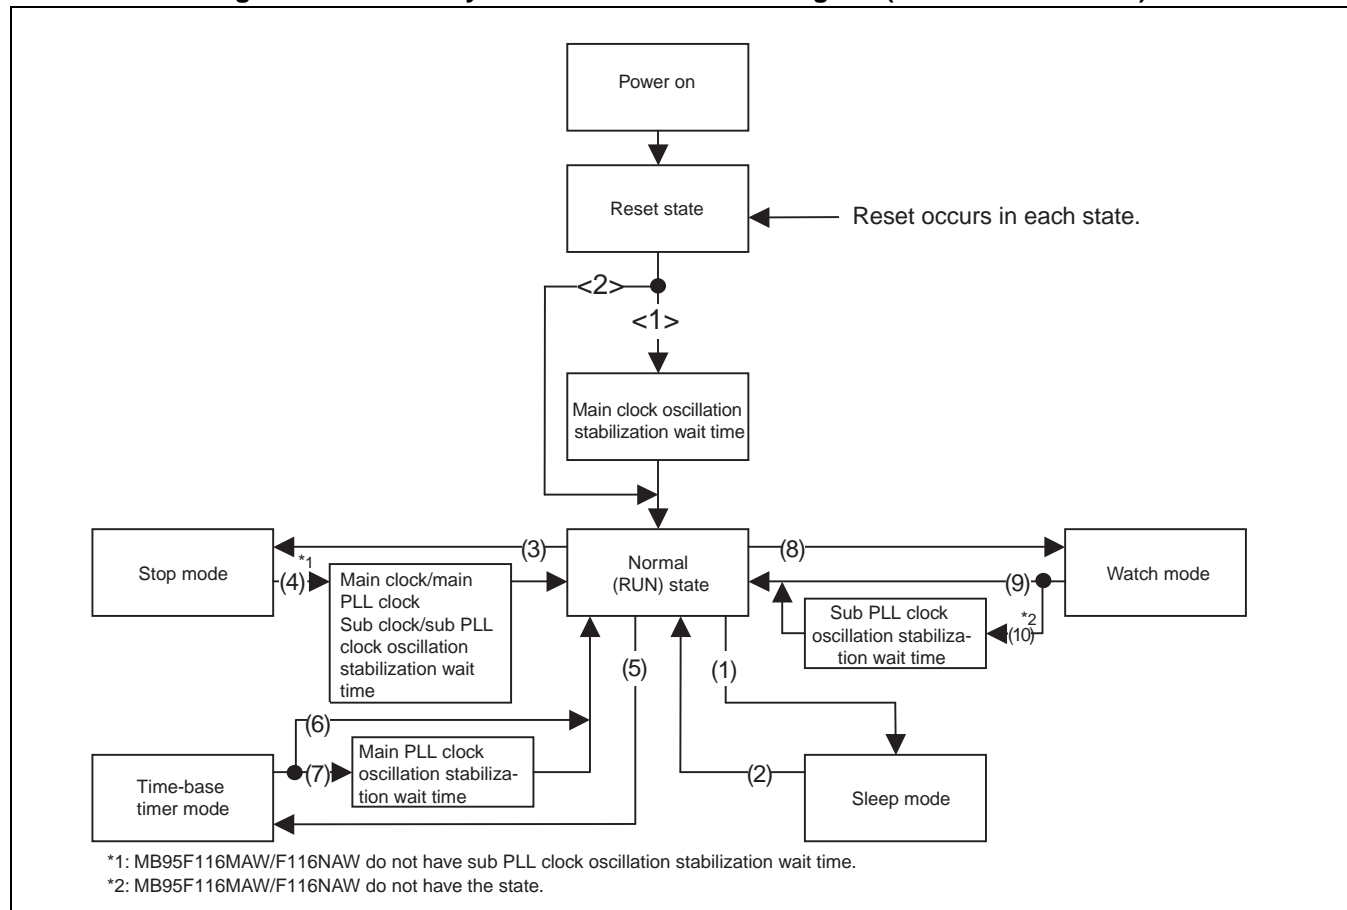 Power on
Reset state
Reset occurs in each state.
<2>
<1>
Main clock oscillation
stabilization wait time
Stop mode
(3)
*1
(4)
Main clock/main
PLL clock
Sub clock/sub PLL
clock oscillation
stabilization wait
time
Normal
(RUN) state
(8)
(9)
Watch mode
Sub PLL clock
oscillation stabiliza-
tion wait time
*2
(10)
(5)
(1)
(6)
(7)
Main PLL clock
oscillation stabiliza-
tion wait time
Time-base
timer mode
(2)
Sleep mode
*1: MB95F116MAW/F116NAW do not have sub PLL clock oscillation stabilization wait time.
*2: MB95F116MAW/F116NAW do not have the state.